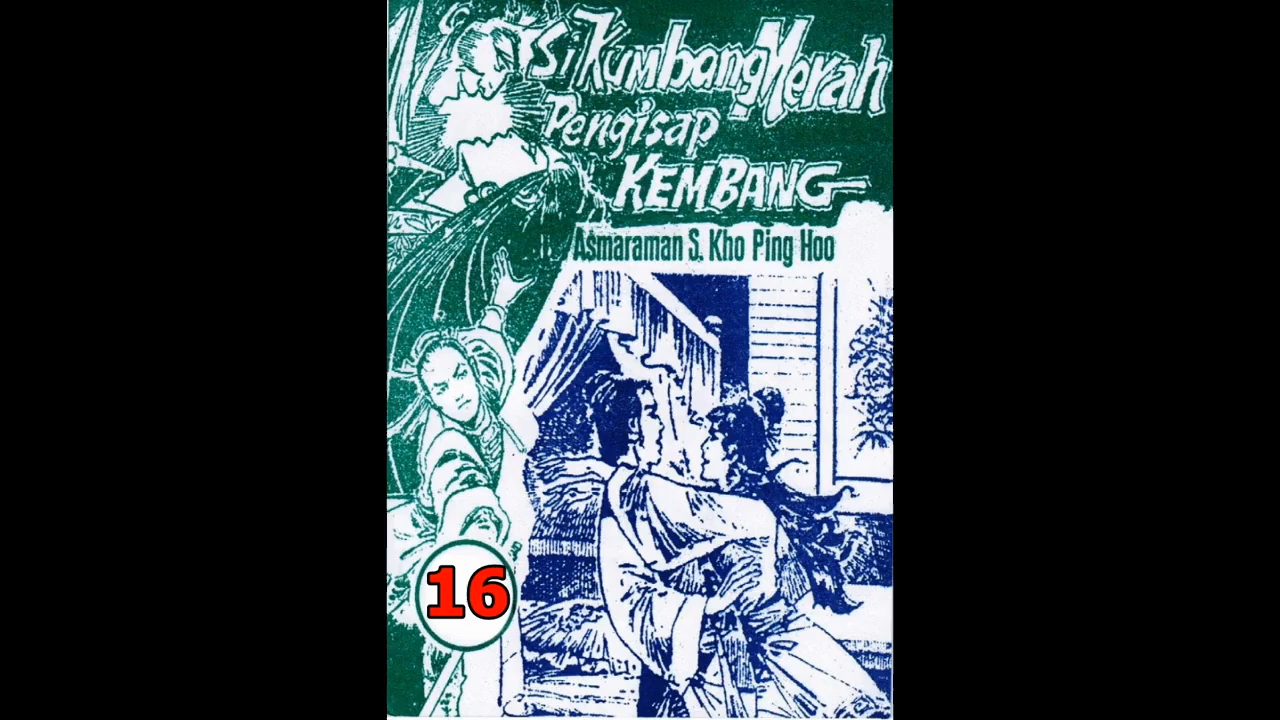 Si Kumbang Merah
Pengisap
KEMBANG
Asmaraman S. Kho Ping Hoo
16